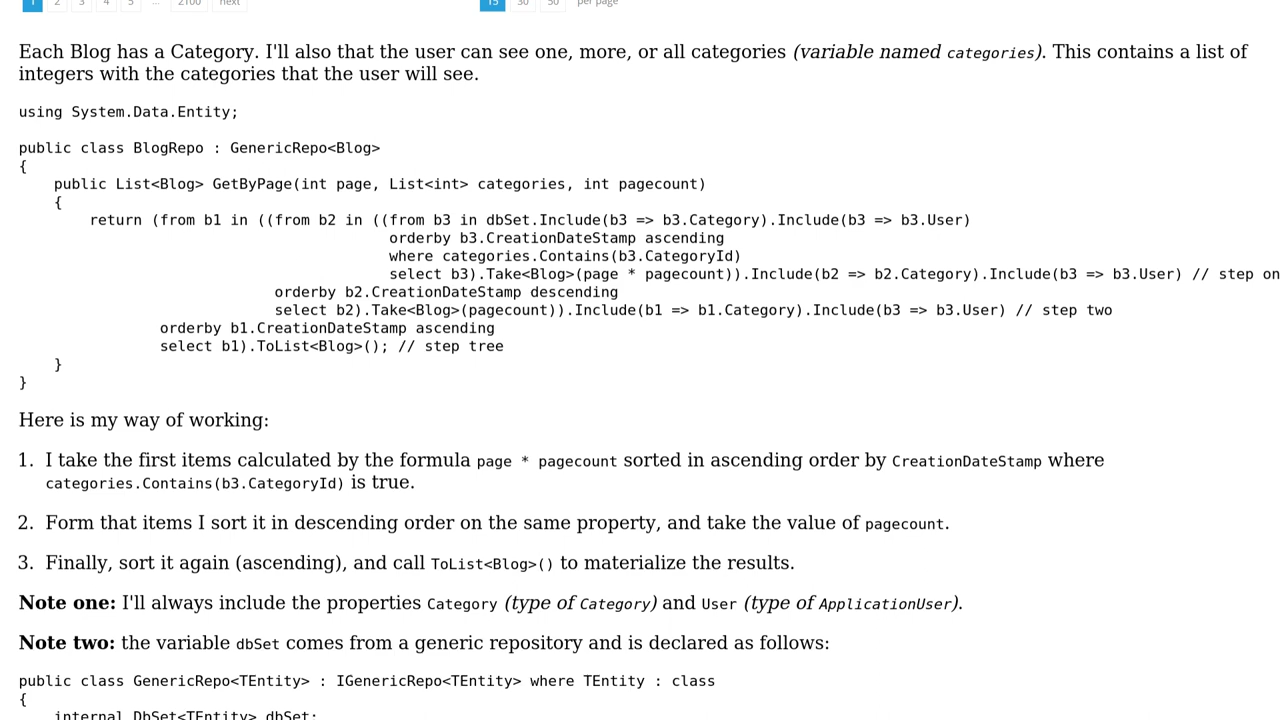 1 2 3 4 5 ... 2100 next 15 30 50 per page
Each Blog has a Category. I'll also that the user can see one, more, or all categories (variable named categories). This contains a list of
integers with the categories that the user will see.
using System.Data.Entity;
public class BlogRepo : GenericRepo<Blog>
{
    public List<Blog> GetByPage(int page, List<int> categories, int pagecount)
    {
        return (from b1 in ((from b2 in ((from b3 in dbSet.Include(b3 => b3.Category).Include(b3 => b3.User)
                                          orderby b3.CreationDateStamp ascending
                                          where categories.Contains(b3.CategoryId)
                                          select b3).Take<Blog>(page * pagecount)).Include(b2 => b2.Category).Include(b3 => b3.User) // step on
                             orderby b2.CreationDateStamp descending
                             select b2).Take<Blog>(pagecount)).Include(b1 => b1.Category).Include(b3 => b3.User) // step two
                orderby b1.CreationDateStamp ascending
                select b1).ToList<Blog>(); // step tree
    }
}
Here is my way of working:
1. I take the first items calculated by the formula page * pagecount sorted in ascending order by CreationDateStamp where
categories.Contains(b3.CategoryId) is true.
2. Form that items I sort it in descending order on the same property, and take the value of pagecount.
3. Finally, sort it again (ascending), and call ToList<Blog>() to materialize the results.
Note one: I'll always include the properties Category (type of Category) and User (type of ApplicationUser).
Note two: the variable dbSet comes from a generic repository and is declared as follows:
public class GenericRepo<TEntity> : IGenericRepo<TEntity> where TEntity : class
{
    internal DbSet<TEntity> dbSet;